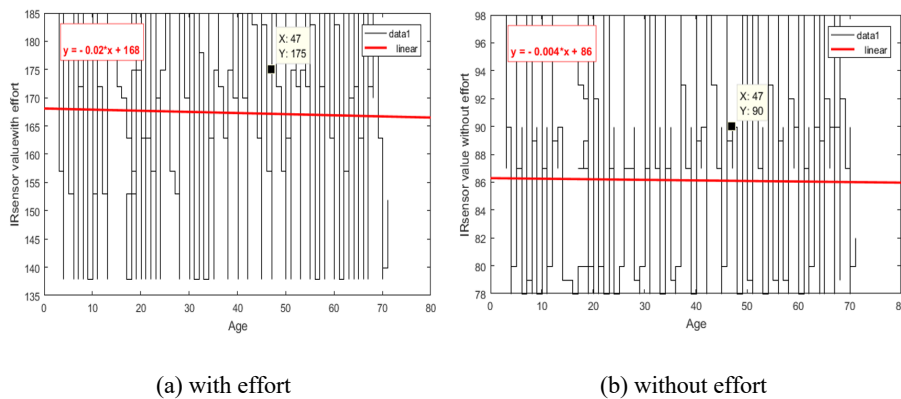 185
180
175
170
165
160
155
150
145
140
135
0 10 20 30 40 50 60 70 80
IRsensor valuewith effort
Age
y = - 0.02*x + 168
X: 47
Y: 175
data1
linear
(a) with effort
98
96
94
92
90
88
86
84
82
80
78
0 10 20 30 40 50 60 70 80
IRsensor value without effort
Age
y = - 0.004*x + 86
X: 47
Y: 90
data1
linear
(b) without effort